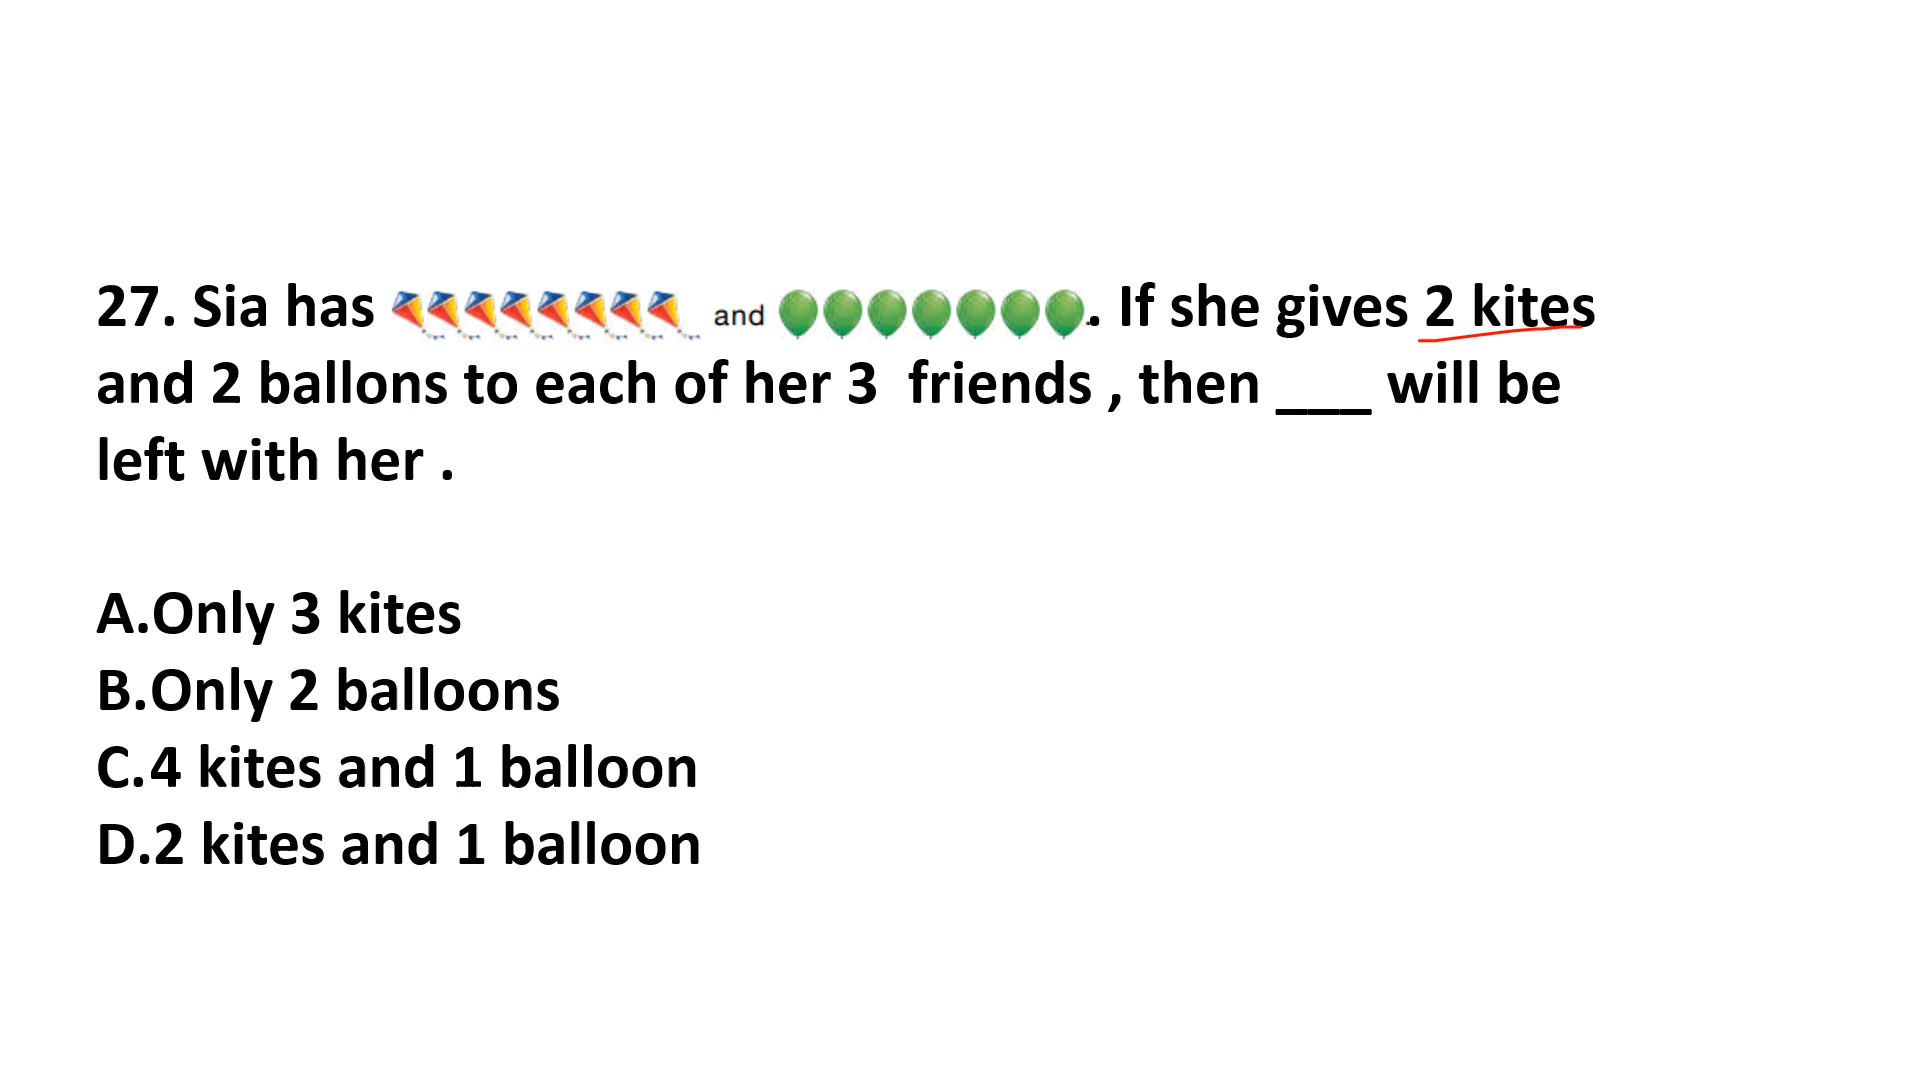 27. Sia has and . If she gives 2 kites
and 2 ballons to each of her 3 friends , then ___ will be
left with her .
A.Only 3 kites
B.Only 2 balloons
C.4 kites and 1 balloon
D.2 kites and 1 balloon